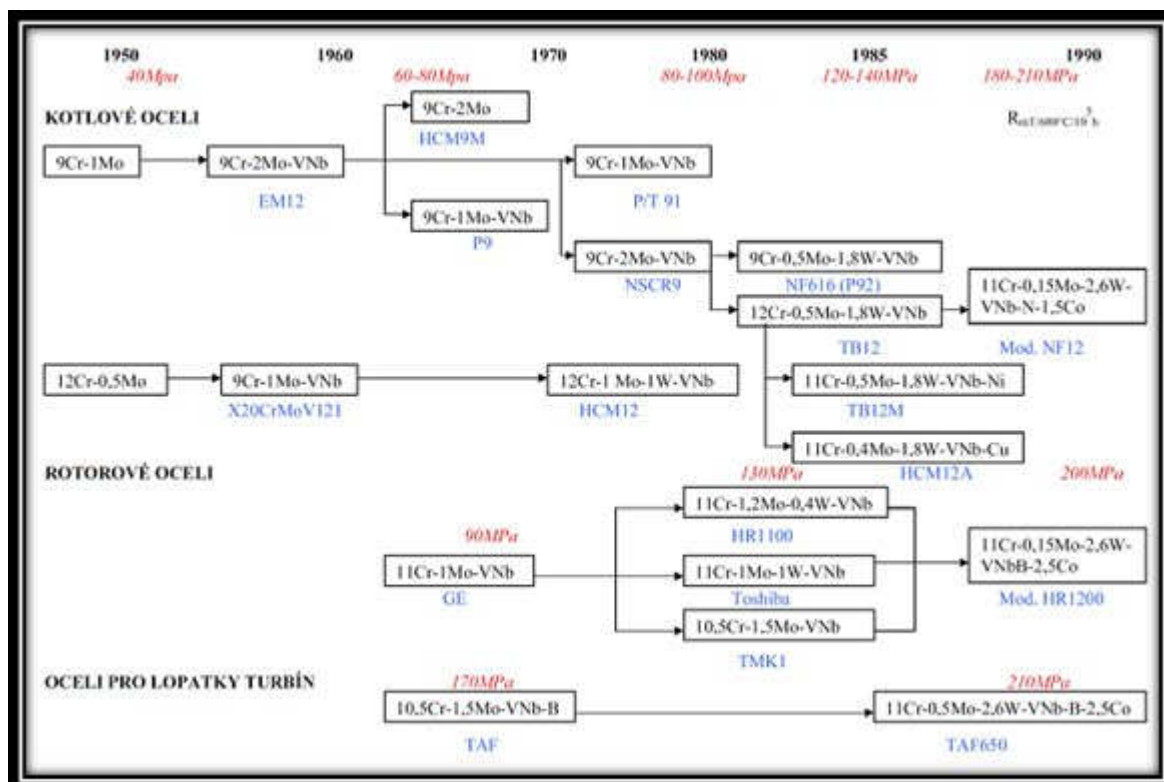 1950 1960 1970 1980 1985 1990
40Mpa 60-80Mpa 80-100Mpa 120-140MPa 180-210MPa
KOTLOVÉ OCELI
9Cr-2Mo
HCM9M
9Cr-1Mo 9Cr-2Mo-VNb 9Cr-1Mo-VNb
EM12 P/T 91
9Cr-1Mo-VNb
P9
9Cr-2Mo-VNb 9Cr-0,5Mo-1,8W-VNb
NSCR9 NF616 (P92)
11Cr-0,15Mo-2,6W-
VNb-N-1,5Co
12Cr-0,5Mo-1,8W-VNb
TB12 Mod. NF12
12Cr-0,5Mo 9Cr-1Mo-VNb 12Cr-1 Mo-1W-VNb 11Cr-0,5Mo-1,8W-VNb-Ni
X20CrMoV121 HCM12 TB12M
11Cr-0,4Mo-1,8W-VNb-Cu
HCM12A
ROTOROVÉ OCELI
130MPa 200MPa
11Cr-1,2Mo-0,4W-VNb
HR1100
90MPa
11Cr-1Mo-VNb 11Cr-1Mo-1W-VNb
GE Toshiba
11Cr-0,15Mo-2,6W-
VNbB-2,5Co
Mod. HR1200
10,5Cr-1,5Mo-VNb
TMK1
OCELI PRO LOPATKY TURBÍN
170MPa 210MPa
10,5Cr-1,5Mo-VNb-B 11Cr-0,5Mo-2,6W-VNb-B-2,5Co
TAF TAF650